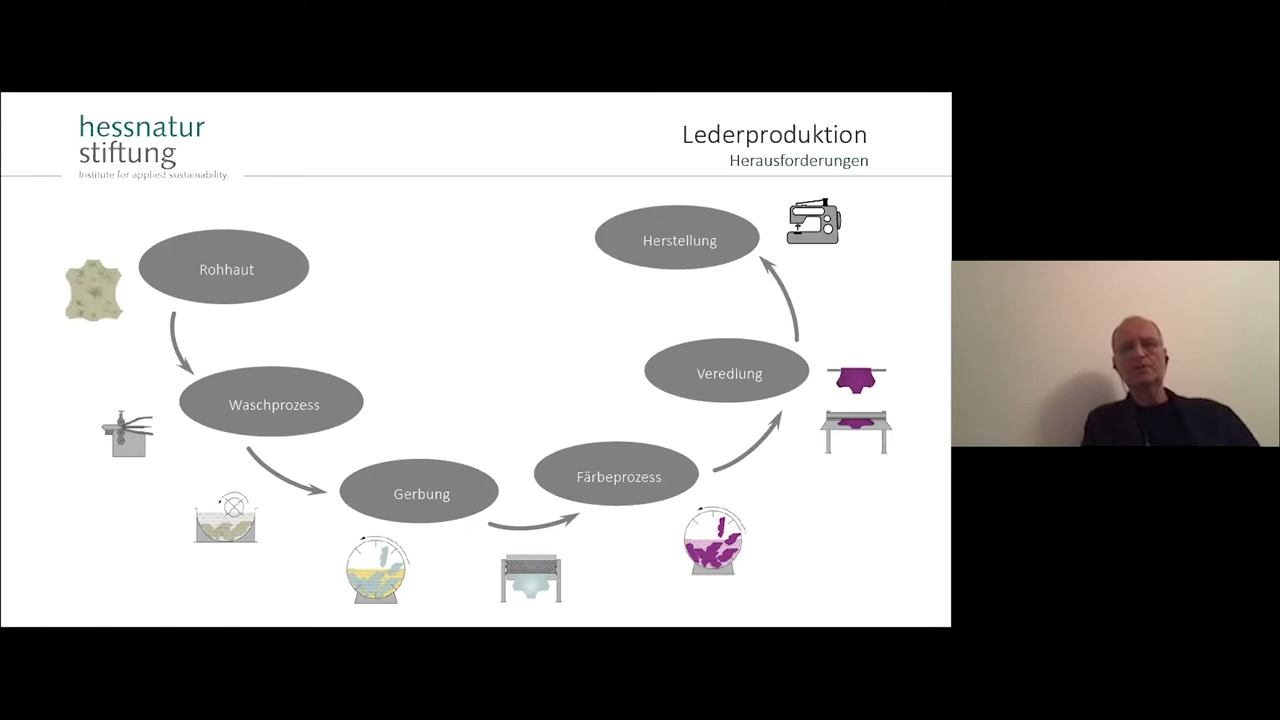 hessnatur
stiftung
Institute for applied sustainability.
Lederproduktion
Herausforderungen
Rohhaut
Waschprozess
Gerbung
Färbeprozess
Veredlung
Herstellung